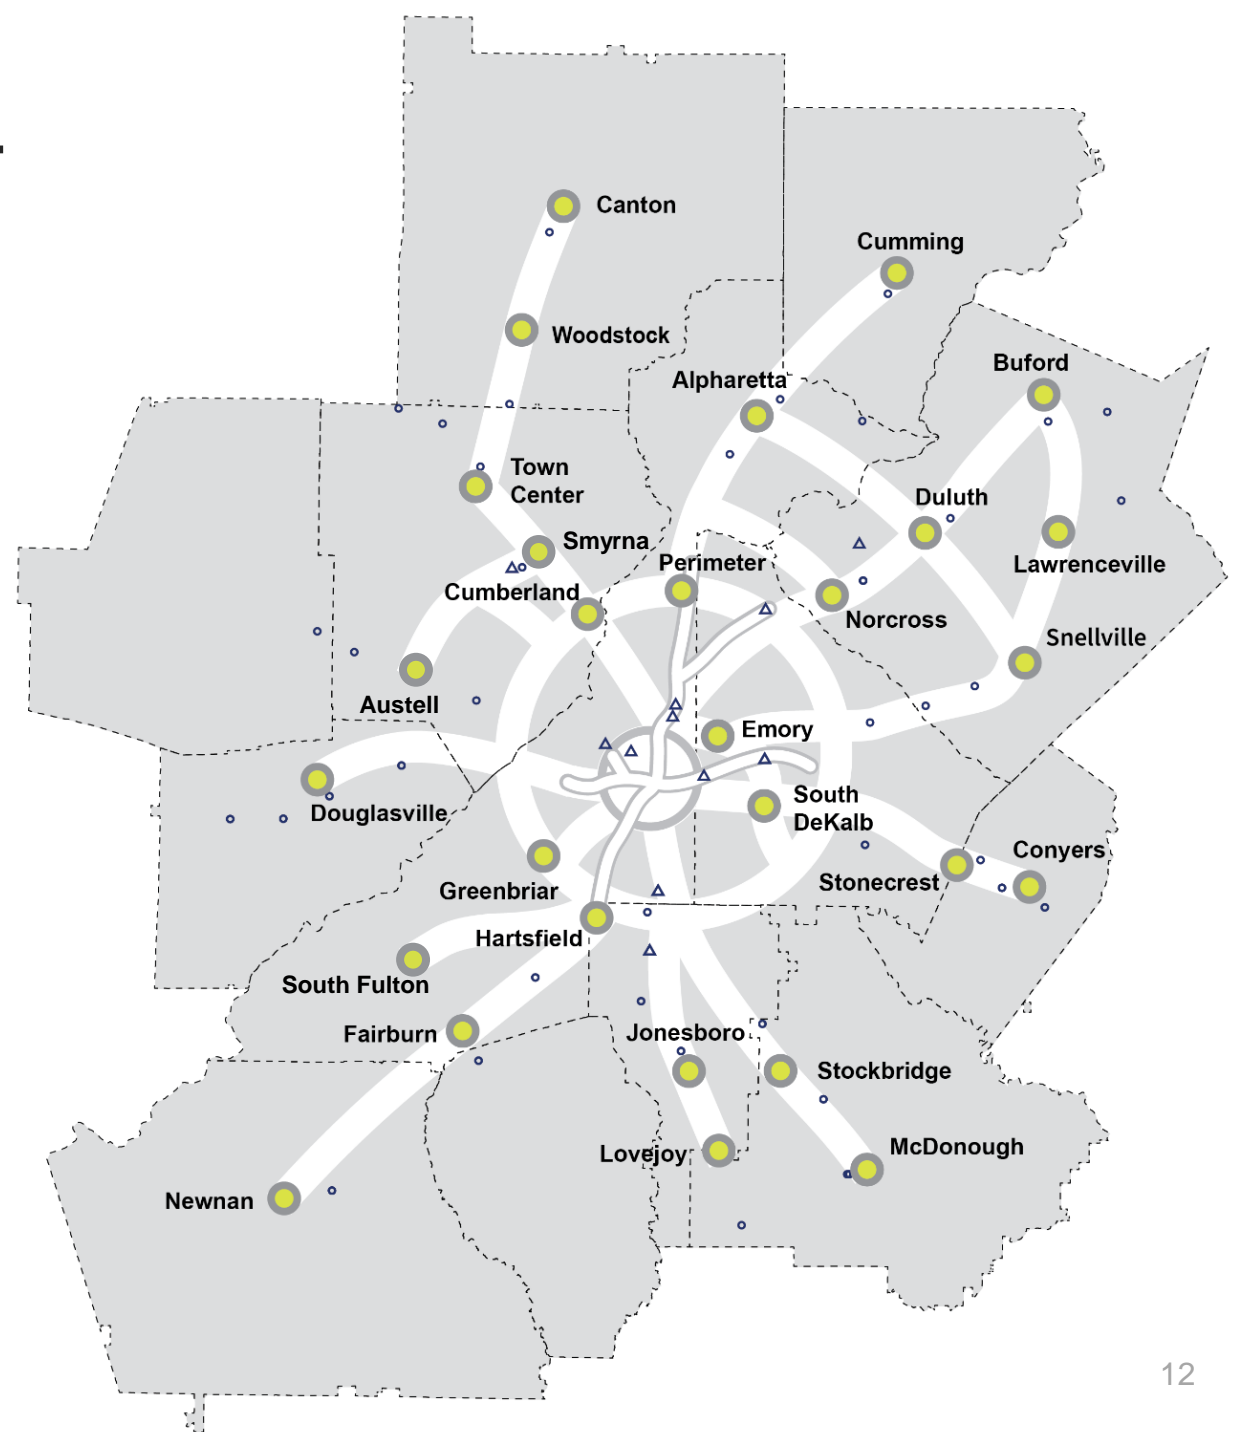 Canton
Cumming
Woodstock
Buford
Alpharetta
Town
Center
Duluth
Smyrna
Perimeter
Lawrenceville
Cumberland
Norcross
Snellville
Austell
Emory
Douglasville
South
DeKalb
Conyers
Stonecrest
Greenbriar
Hartsfield
South Fulton
Fairburn
Jonesboro
Stockbridge
Lovejoy
McDonough
Newnan
12